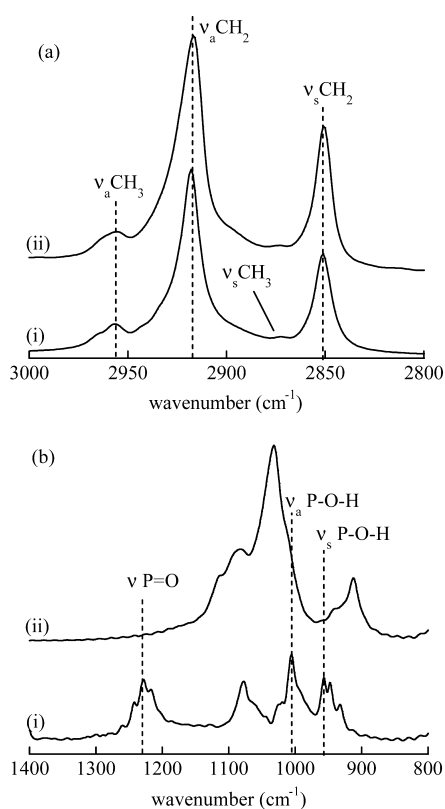 (a)
νaCH2
νsCH2
νaCH3
(ii)
νsCH3
(i)
3000 2950 2900 2850 2800
wavenumber (cm-1)
(b)
νa P-O-H
νs P-O-H
ν P=O
(ii)
(i)
1400 1300 1200 1100 1000 900 800
wavenumber (cm-1)